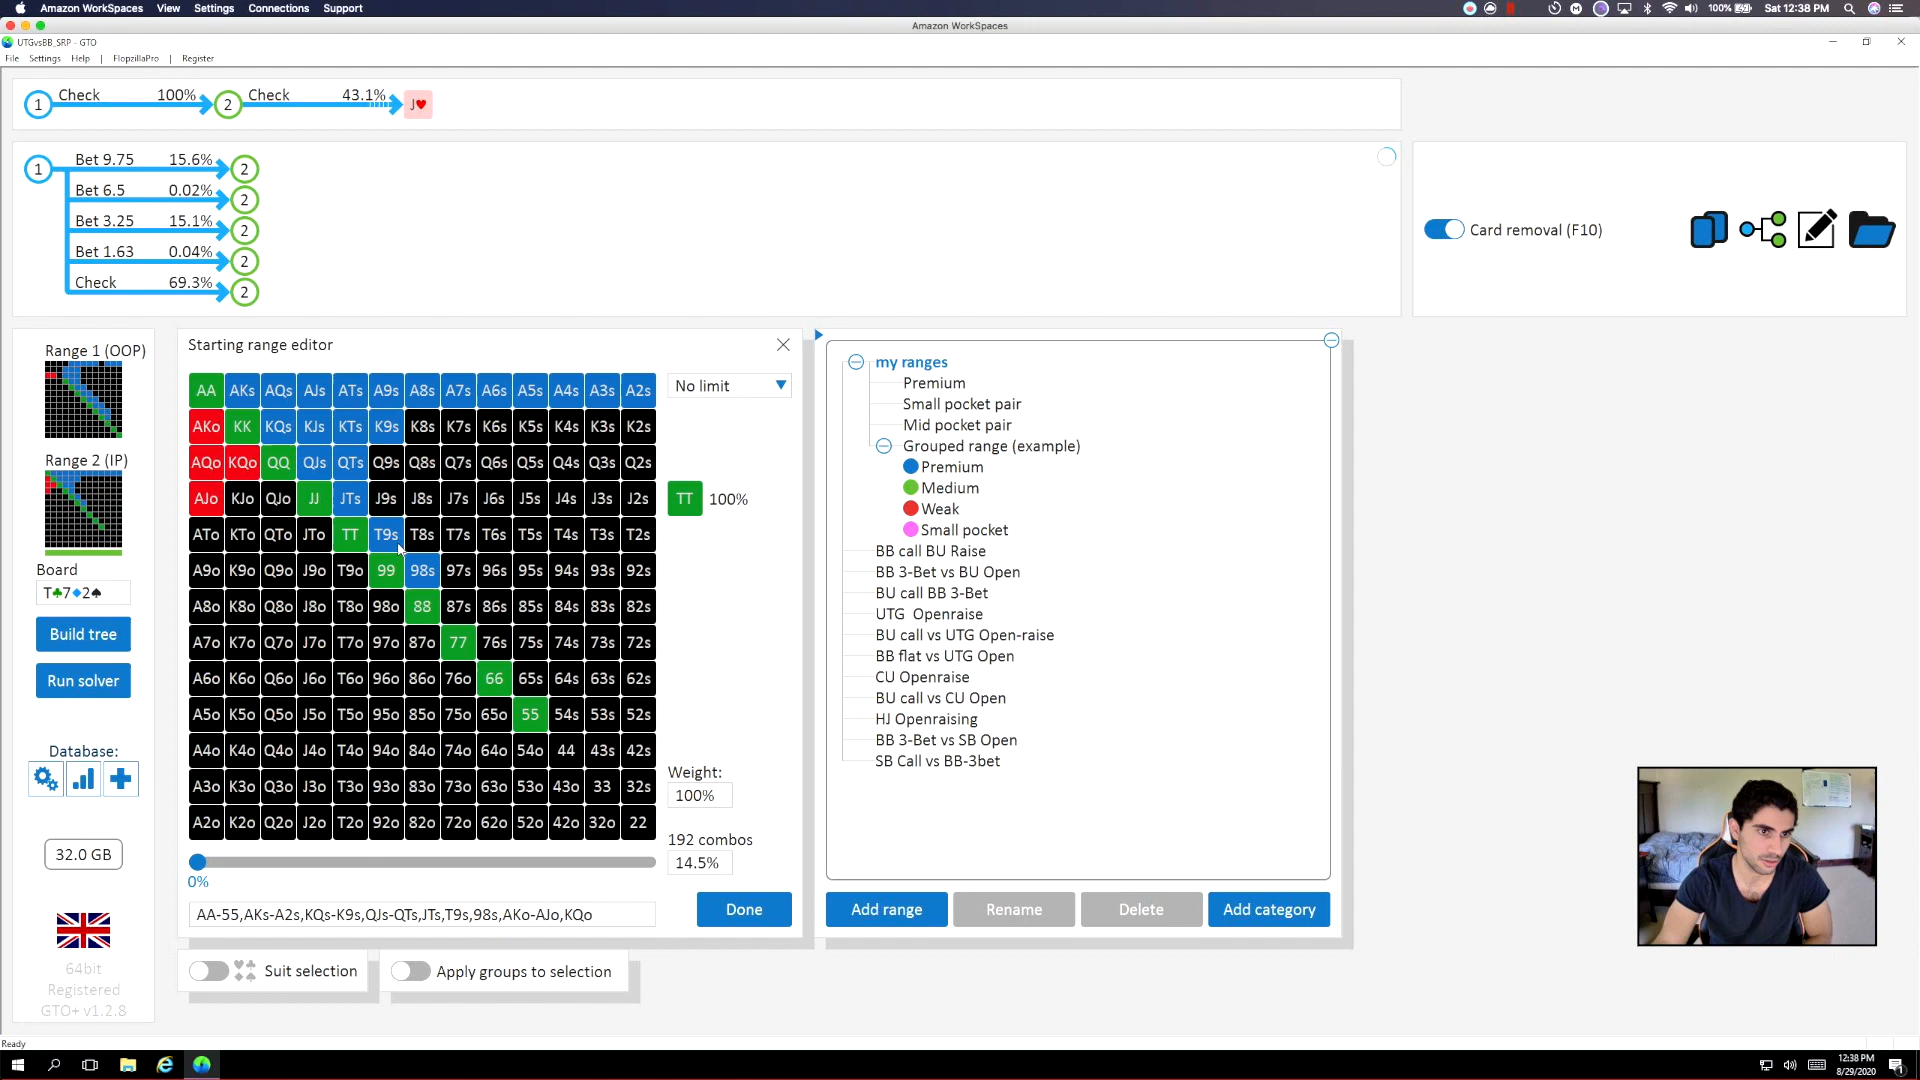 Amazon WorkSpaces View Settings Connections Support
100% Sat 12:38 PM
Amazon WorkSpaces
UTGvsBB_SRP - GTO
File Settings Help | FlopzillaPro | Register
1 Check 100% 2 Check 43.1% J♥
1 Bet 9.75 15.6% 2
Bet 6.5 0.02% 2
Bet 3.25 15.1% 2
Bet 1.63 0.04% 2
Check 69.3% 2
Card removal (F10)
Range 1 (OOP)
Range 2 (IP)
Board
T♣7♦2♠
Build tree
Run solver
Database:
32.0 GB
64bit
Registered
GTO+ v1.2.8
Starting range editor
AA AKs AQs AJs ATs A9s A8s A7s A6s A5s A4s A3s A2s
AKo KK KQs KJs KTs K9s K8s K7s K6s K5s K4s K3s K2s
AQo KQo QQ QJs QTs Q9s Q8s Q7s Q6s Q5s Q4s Q3s Q2s
AJo KJo QJo JJ JTs J9s J8s J7s J6s J5s J4s J3s J2s
ATo KTo QTo JTo TT T9s T8s T7s T6s T5s T4s T3s T2s
A9o K9o Q9o J9o T9o 99 98s 97s 96s 95s 94s 93s 92s
A8o K8o Q8o J8o T8o 98o 88 87s 86s 85s 84s 83s 82s
A7o K7o Q7o J7o T7o 97o 87o 77 76s 75s 74s 73s 72s
A6o K6o Q6o J6o T6o 96o 86o 76o 66 65s 64s 63s 62s
A5o K5o Q5o J5o T5o 95o 85o 75o 65o 55 54s 53s 52s
A4o K4o Q4o J4o T4o 94o 84o 74o 64o 54o 44 43s 42s
A3o K3o Q3o J3o T3o 93o 83o 73o 63o 53o 43o 33 32s
A2o K2o Q2o J2o T2o 92o 82o 72o 62o 52o 42o 32o 22
0%
AA-55,AKs-A2s,KQs-K9s,QJs-QTs,JTs,T9s,98s,AKo-AJo,KQo
No limit
TT 100%
Weight:
100%
192 combos
14.5%
Done
Suit selection
Apply groups to selection
my ranges
Premium
Small pocket pair
Mid pocket pair
Grouped range (example)
Premium
Medium
Weak
Small pocket
BB call BU Raise
BB 3-Bet vs BU Open
BU call BB 3-Bet
UTG Openraise
BU call vs UTG Open-raise
BB flat vs UTG Open
CU Openraise
BU call vs CU Open
HJ Openraising
BB 3-Bet vs SB Open
SB Call vs BB-3bet
Add range Rename Delete Add category
Ready
12:38 PM
8/29/2020